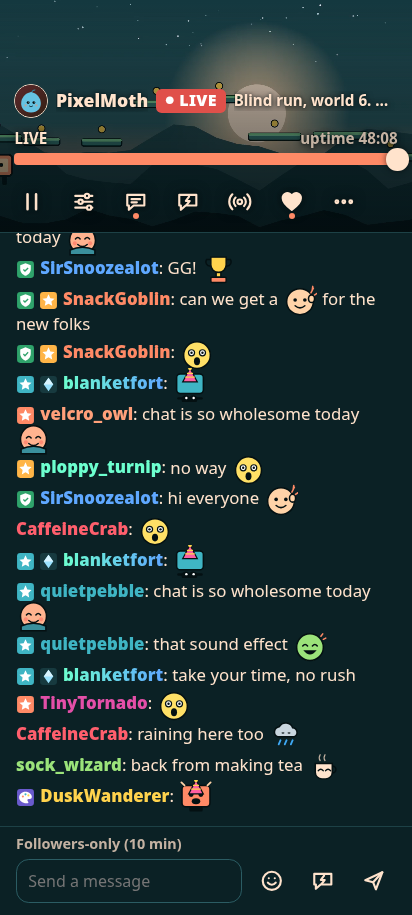 PixelMoth LIVE Blind run, world 6. ...
LIVE uptime 48:08
today
SirSnoozealot: GG!
SnackGoblin: can we get a for the
new folks
SnackGoblin:
blanketfort:
velcro_owl: chat is so wholesome today
ploppy_turnip: no way
SirSnoozealot: hi everyone
CaffeineCrab:
blanketfort:
quietpebble: chat is so wholesome today
quietpebble: that sound effect
blanketfort: take your time, no rush
TinyTornado:
CaffeineCrab: raining here too
sock_wizard: back from making tea
DuskWanderer:
Followers-only (10 min)
Send a message